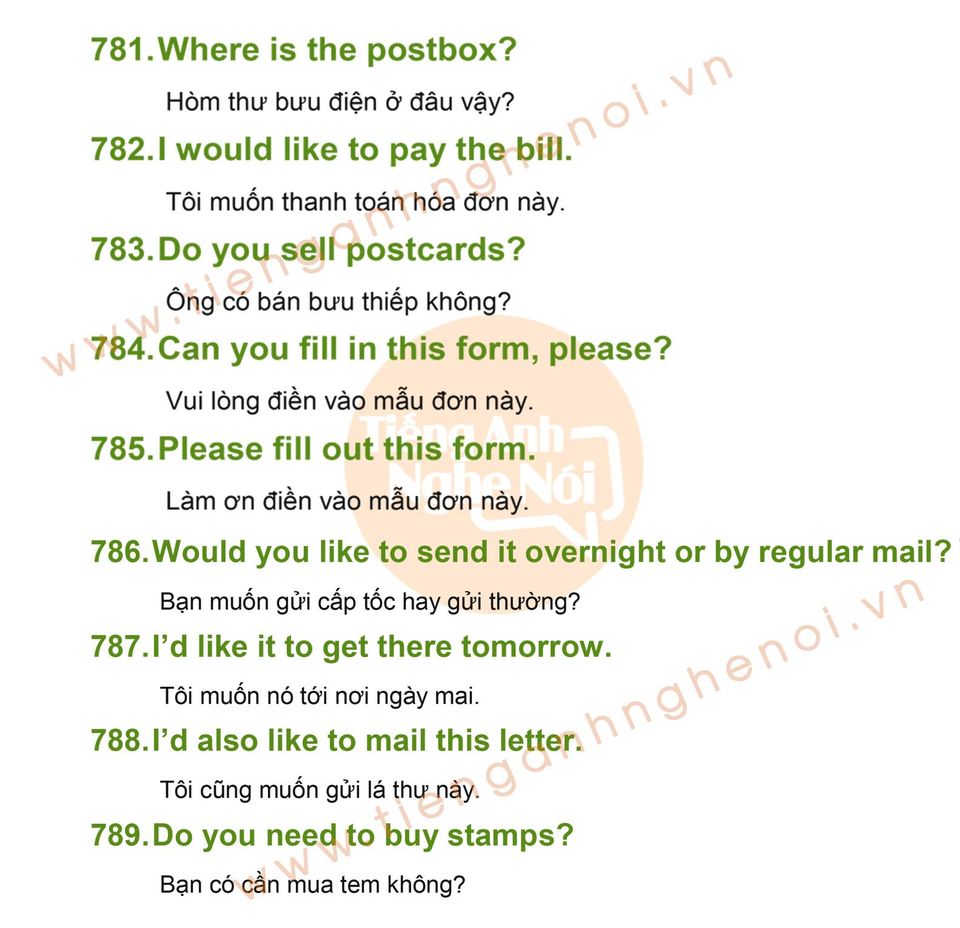 781.Where is the postbox?
Hòm thư bưu điện ở đâu vậy?
782.I would like to pay the bill.
Tôi muốn thanh toán hóa đơn này.
783.Do you sell postcards?
Ông có bán bưu thiếp không?
784.Can you fill in this form, please?
Vui lòng điền vào mẫu đơn này.
785.Please fill out this form.
Làm ơn điền vào mẫu đơn này.
786.Would you like to send it overnight or by regular mail?
Bạn muốn gửi cấp tốc hay gửi thường?
787.I’d like it to get there tomorrow.
Tôi muốn nó tới nơi ngày mai.
788.I’d also like to mail this letter.
Tôi cũng muốn gửi lá thư này.
789.Do you need to buy stamps?
Bạn có cần mua tem không?
www.tienganhnghenoi.vn
Tiếng Anh
Nghe Nói
www.tienganhnghenoi.vn